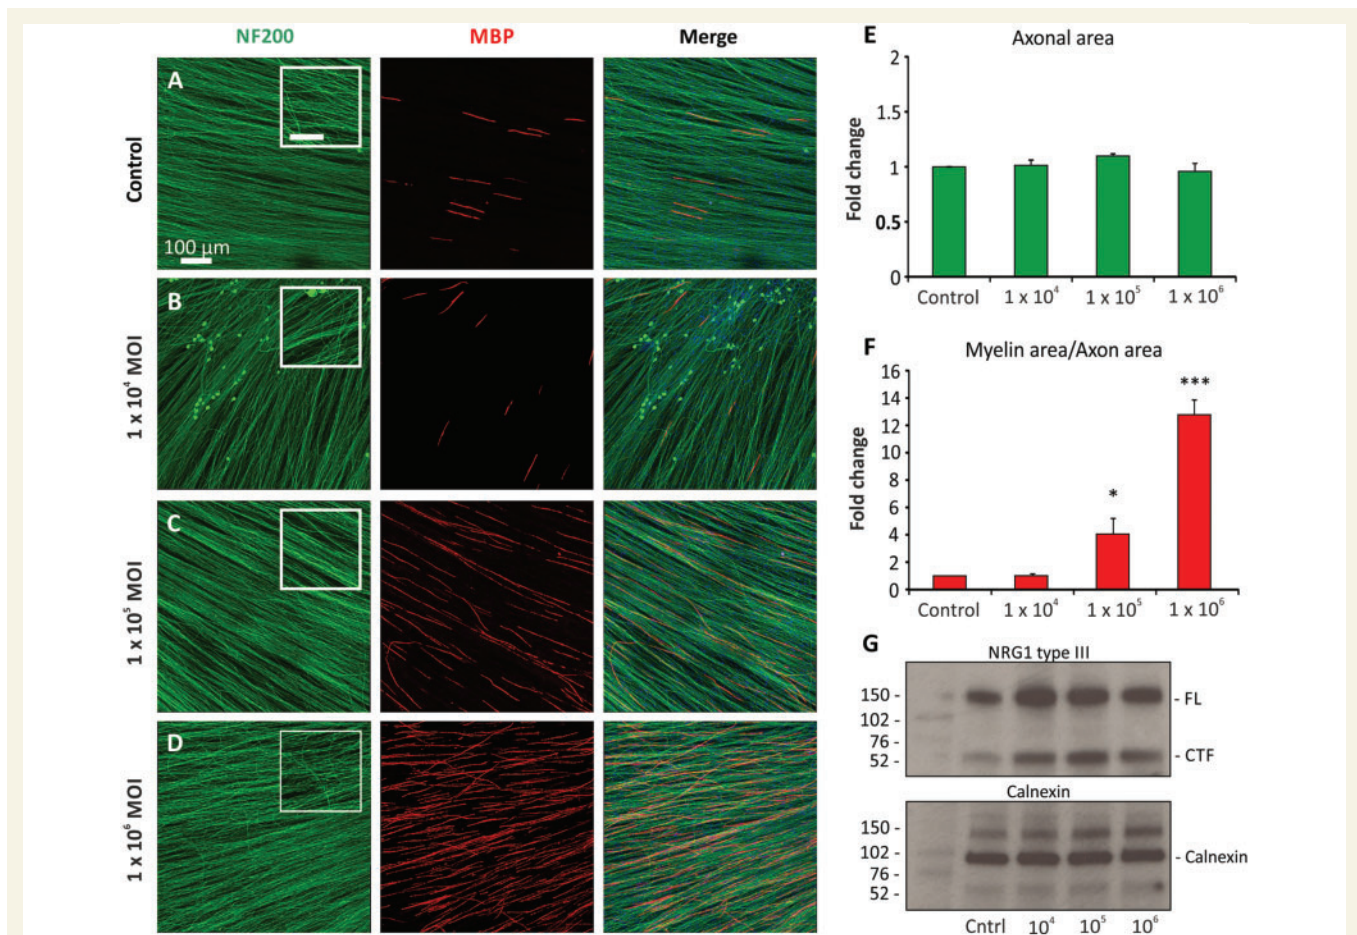 NF200 MBP Merge
Control
A
100 µm
1 x 10⁴ MOI
B
1 x 10⁵ MOI
C
1 x 10⁶ MOI
D
E
Axonal area
Fold change
2
1.5
1
0.5
0
Control 1 x 10⁴ 1 x 10⁵ 1 x 10⁶
F
Myelin area/Axon area
Fold change
16
14
12
10
8
6
4
2
0
*
***
Control 1 x 10⁴ 1 x 10⁵ 1 x 10⁶
G
NRG1 type III
150 -
102 -
76 -
52 -
- FL
- CTF
Calnexin
150 -
102 -
76 -
52 -
- Calnexin
Cntrl 10⁴ 10⁵ 10⁶